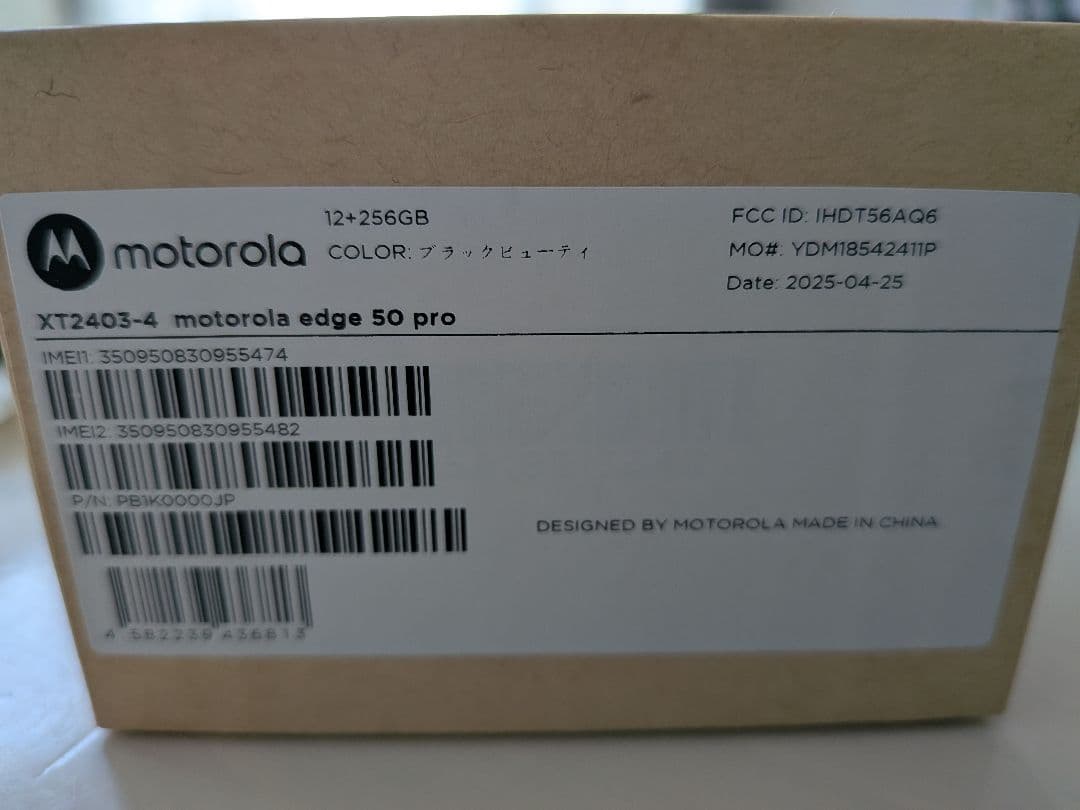 motorola
12+256GB
COLOR: ブラックビューティ
FCC ID: IHDT56AQ6
MO#: YDM18542411P
Date: 2025-04-25
XT2403-4 motorola edge 50 pro
IMEI1: 350950830955474
IMEI2: 350950830955482
P/N: PB1K0000JP
DESIGNED BY MOTOROLA MADE IN CHINA
4 582239 436813